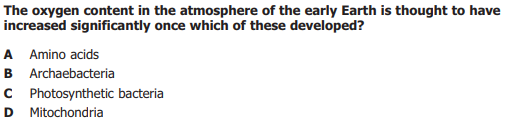 The oxygen content in the atmosphere of the early Earth is thought to have
increased significantly once which of these developed?
A Amino acids
B Archaebacteria
C Photosynthetic bacteria
D Mitochondria